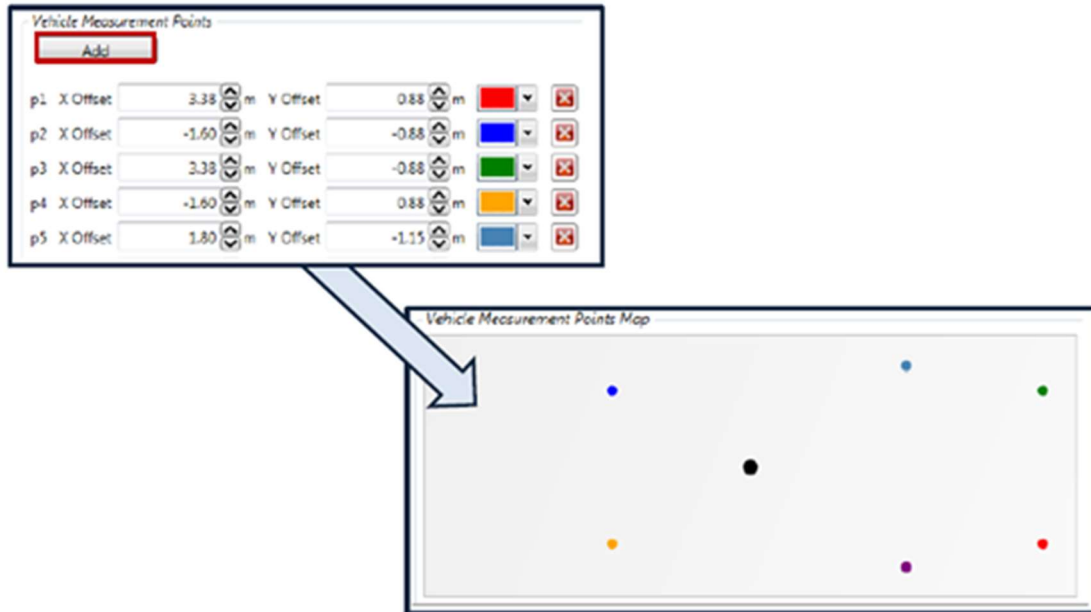 Vehicle Measurement Points
Add
p1 X Offset 3.38 m Y Offset 0.88 m
p2 X Offset -1.60 m Y Offset -0.88 m
p3 X Offset 3.38 m Y Offset -0.88 m
p4 X Offset -1.60 m Y Offset 0.88 m
p5 X Offset 1.80 m Y Offset -1.15 m
Vehicle Measurement Points Map